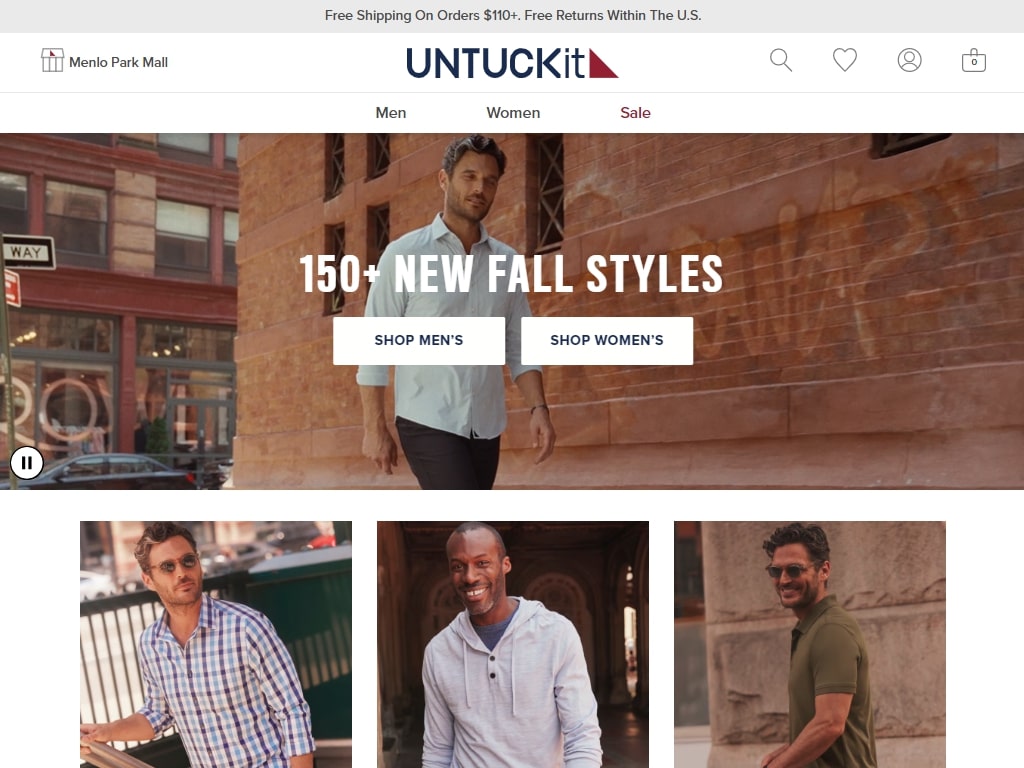 Free Shipping On Orders $110+. Free Returns Within The U.S.
Menlo Park Mall
UNTUCKit
0
Men
Women
Sale
WAY
150+ NEW FALL STYLES
SHOP MEN’S
SHOP WOMEN’S